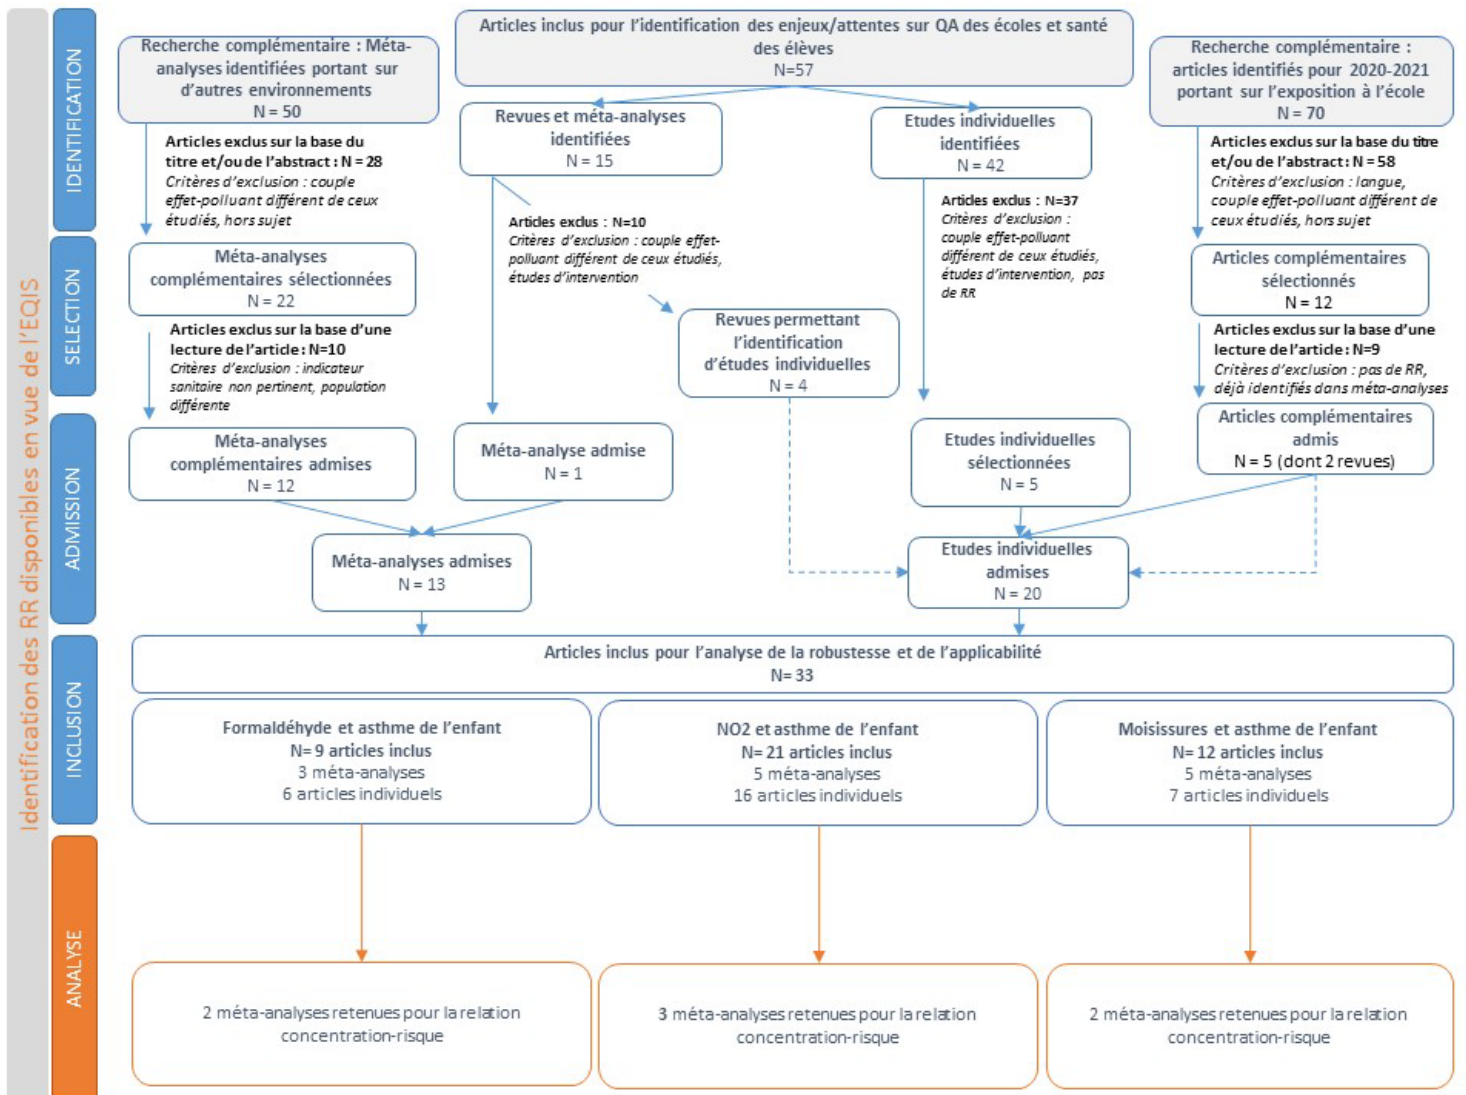 Identification des RR disponibles en vue de l'EQIS
IDENTIFICATION
Recherche complémentaire : Méta-
analyses identifiées portant sur
d'autres environnements
N = 50
Articles inclus pour l'identification des enjeux/attentes sur QA des écoles et santé
des élèves
N=57
Recherche complémentaire :
articles identifiés pour 2020-2021
portant sur l'exposition à l'école
N = 70
Revues et méta-analyses
identifiées
N = 15
Etudes individuelles
identifiées
N = 42
Articles exclus sur la base du
titre et/ou de l'abstract : N = 28
Critères d'exclusion : couple
effet-polluant différent de ceux
étudiés, hors sujet
Articles exclus : N=10
Critères d'exclusion : couple effet-
polluant différent de ceux étudiés,
études d'intervention
Articles exclus : N=37
Critères d'exclusion :
couple effet-polluant
différent de ceux étudiés,
études d'intervention, pas
de RR
Articles exclus sur la base du titre
et/ou de l'abstract : N = 58
Critères d'exclusion : langue,
couple effet-polluant différent de
ceux étudiés, hors sujet
SELECTION
Méta-analyses
complémentaires sélectionnées
N = 22
Revues permettant
l'identification
d'études individuelles
N = 4
Articles complémentaires
sélectionnés
N = 12
Articles exclus sur la base d'une
lecture de l'article : N=10
Critères d'exclusion : indicateur
sanitaire non pertinent, population
différente
Articles exclus sur la base d'une
lecture de l'article : N=9
Critères d'exclusion : pas de RR,
déjà identifiés dans méta-analyses
ADMISSION
Méta-analyses
complémentaires admises
N = 12
Méta-analyse admise
N = 1
Etudes individuelles
sélectionnées
N = 5
Articles complémentaires
admis
N = 5 (dont 2 revues)
Méta-analyses admises
N = 13
Etudes individuelles
admises
N = 20
INCLUSION
Articles inclus pour l'analyse de la robustesse et de l'applicabilité
N= 33
Formaldéhyde et asthme de l'enfant
N= 9 articles inclus
3 méta-analyses
6 articles individuels
NO2 et asthme de l'enfant
N= 21 articles inclus
5 méta-analyses
16 articles individuels
Moisissures et asthme de l'enfant
N= 12 articles inclus
5 méta-analyses
7 articles individuels
ANALYSE
2 méta-analyses retenues pour la relation
concentration-risque
3 méta-analyses retenues pour la relation
concentration-risque
2 méta-analyses retenues pour la relation
concentration-risque